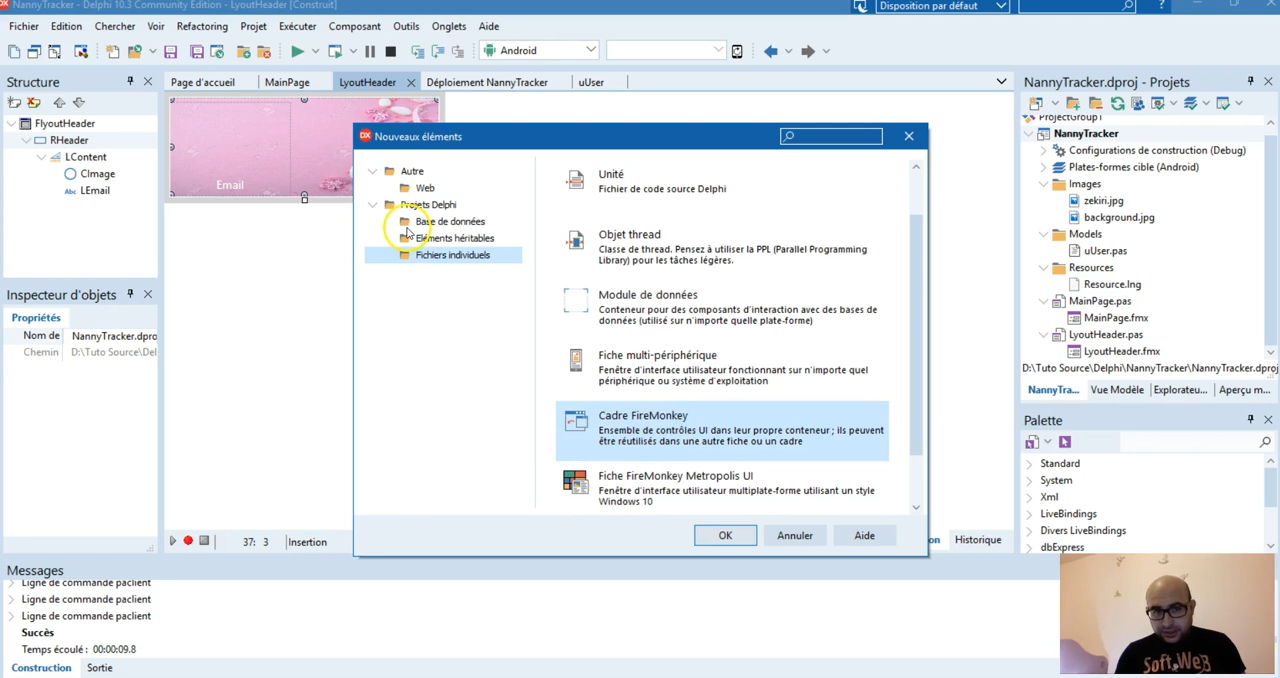 NannyTracker - Delphi 10.3 Community Edition - LyoutHeader [Construit]
Disposition par défaut
?
Fichier Edition Chercher Voir Refactoring Projet Exécuter Composant Outils Onglets Aide
Android
Structure
Page d'accueil MainPage LyoutHeader Déploiement NannyTracker uUser
NannyTracker.dproj - Projets
FlyoutHeader
RHeader
LContent
CImage
LEmail
Email
Nouveaux éléments
Autre
Web
Projets Delphi
Base de données
Eléments héritables
Fichiers individuels
Unité
Fichier de code source Delphi
Objet thread
Classe de thread. Pensez à utiliser la PPL (Parallel Programming
Library) pour les tâches légères.
Module de données
Conteneur pour des composants d'interaction avec des bases de
données (utilisé sur n'importe quelle plate-forme)
Fiche multi-périphérique
Fenêtre d'interface utilisateur fonctionnant sur n'importe quel
périphérique ou système d'exploitation
Cadre FireMonkey
Ensemble de contrôles UI dans leur propre conteneur ; ils peuvent
être réutilisés dans une autre fiche ou un cadre
Fiche FireMonkey Metropolis UI
Fenêtre d'interface utilisateur multiplate-forme utilisant un style
Windows 10
OK Annuler Aide
ProjectGroup1
NannyTracker
Configurations de construction (Debug)
Plates-formes cible (Android)
Images
zekiri.jpg
background.jpg
Models
uUser.pas
Resources
Resource.lng
MainPage.pas
MainPage.fmx
LyoutHeader.pas
LyoutHeader.fmx
D:\Tuto Source\Delphi\NannyTracker\NannyTracker.dproj
NannyTra... Vue Modèle Explorateu... Aperçu m...
Inspecteur d'objets
Propriétés
Nom de NannyTracker.dpro
Chemin D:\Tuto Source\Del
37: 3 Insertion
on Historique
Palette
Standard
System
Xml
LiveBindings
Divers LiveBindings
dbExpress
Messages
Ligne de commande paclient
Ligne de commande paclient
Ligne de commande paclient
Succès
Temps écoulé : 00:00:09.8
Construction Sortie
Soft Web